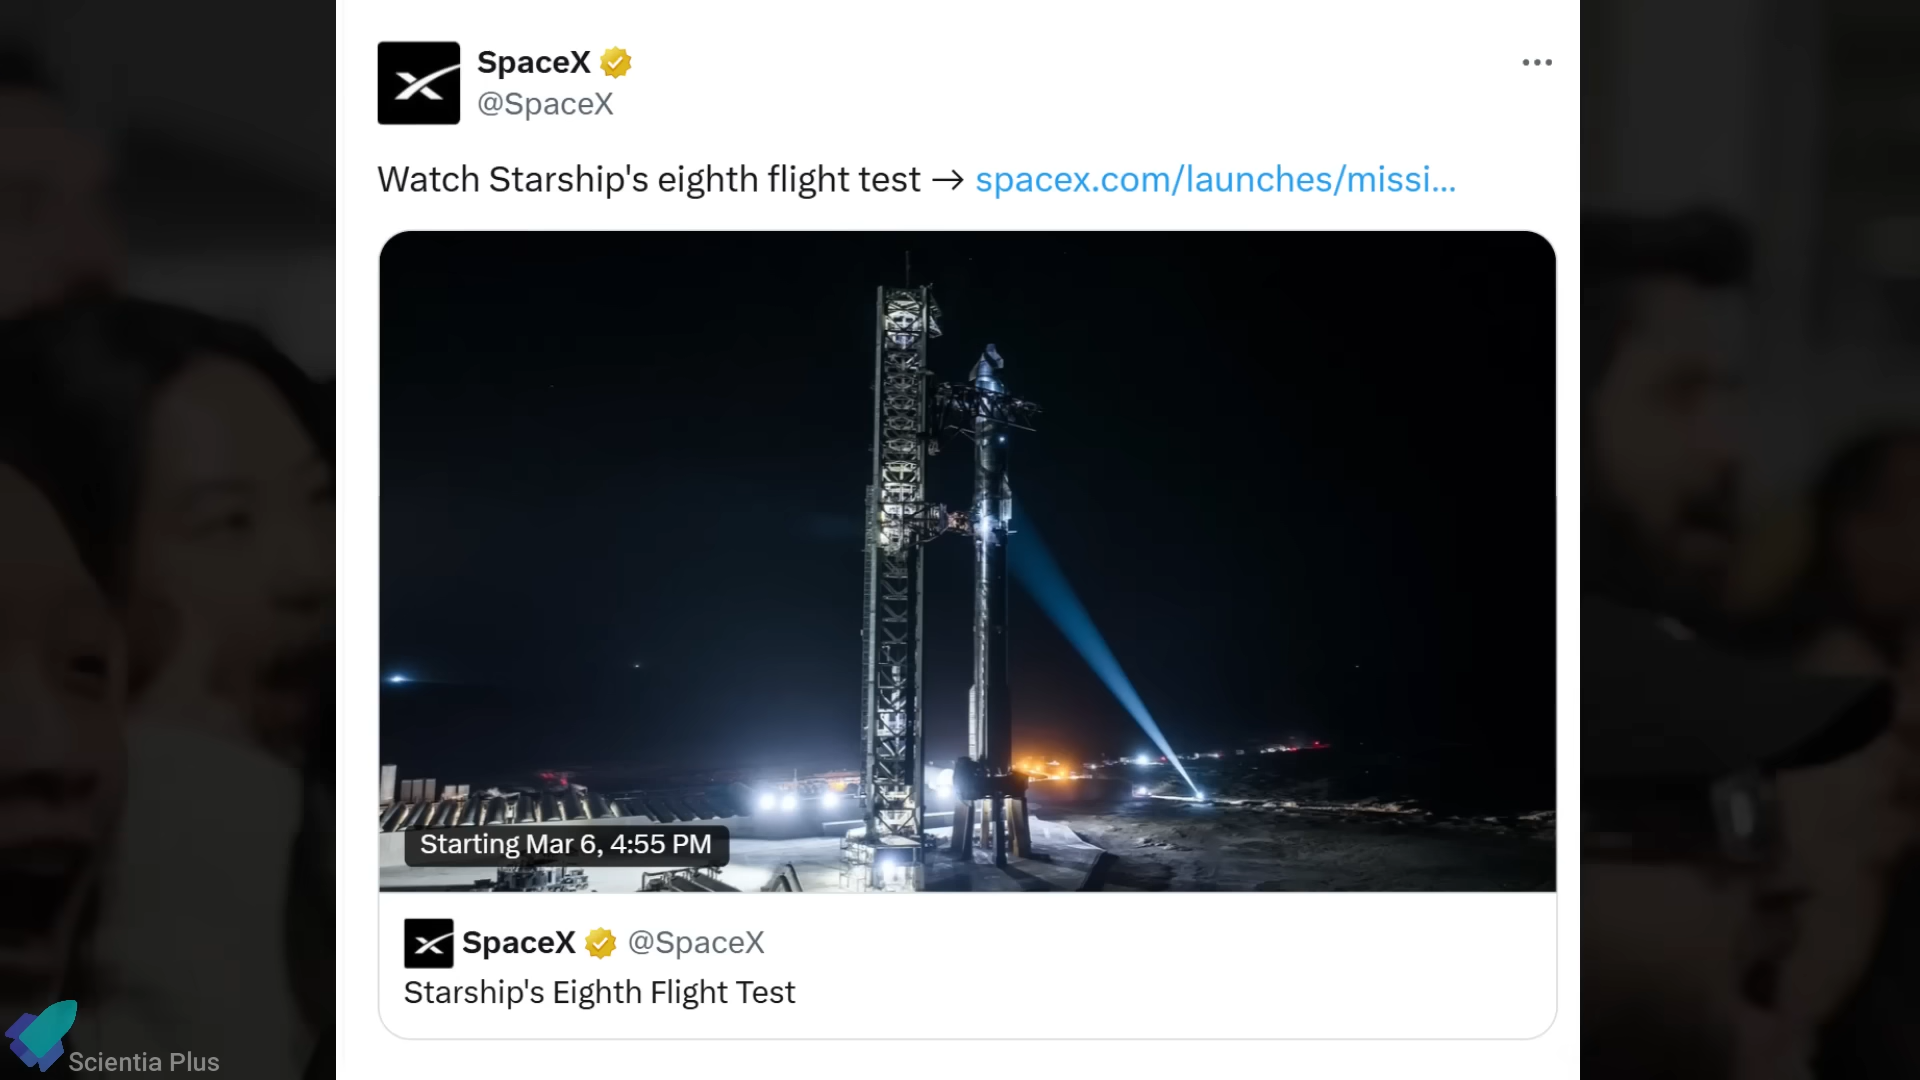 SpaceX
@SpaceX
Watch Starship's eighth flight test → spacex.com/launches/missi...
Starting Mar 6, 4:55 PM
SpaceX @SpaceX
Starship's Eighth Flight Test
Scientia Plus